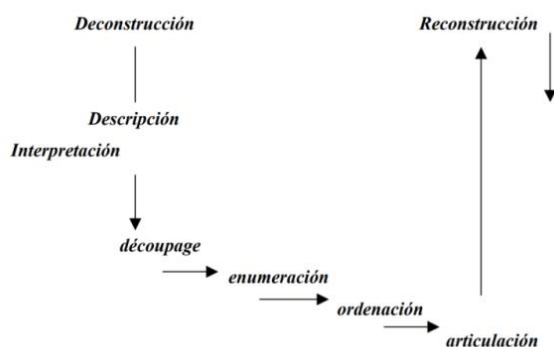 Deconstrucción
Reconstrucción
Descripción
Interpretación
découpage
enumeración
ordenación
articulación